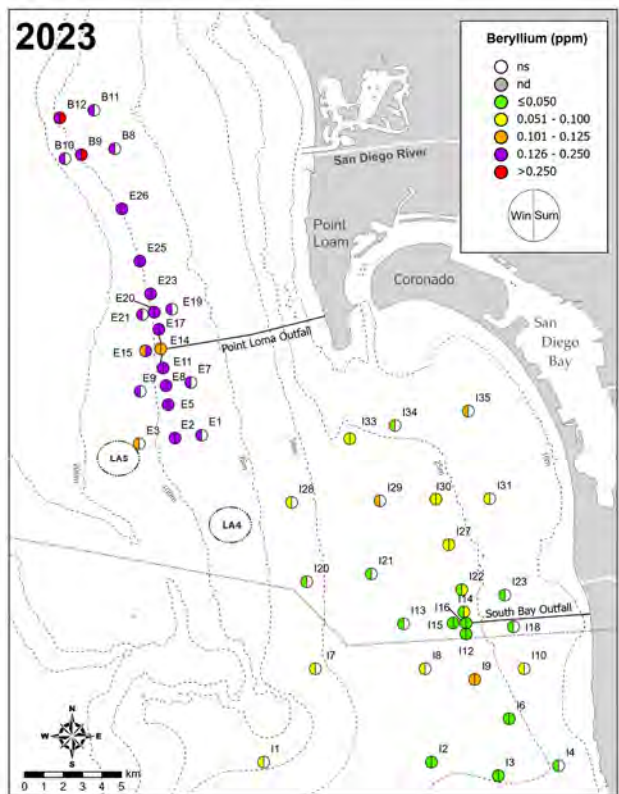 2023
Beryllium (ppm)
ns
nd
≤0.050
0.051 - 0.100
0.101 - 0.125
0.126 - 0.250
>0.250
Win Sum
B12 B11
B10 B9 B8
E26
E25
E23
E20 E19
E21
E17
E14
E15
E11
E9 E8 E7
E5
E3 E2 E1
San Diego River
Point
Loam
Coronado
San
Diego
Bay
Point Loma Outfall
LA5
LA4
100m
I33 I34 I35
I28 I29 I30 I31
I27
I20 I21 I22 I23
I16 I14
I13 I15 I18
South Bay Outfall
I12
I7 I8 I9 I10
I6
I1 I2 I3 I4
N
W E
S
0 1 2 3 4 5
km